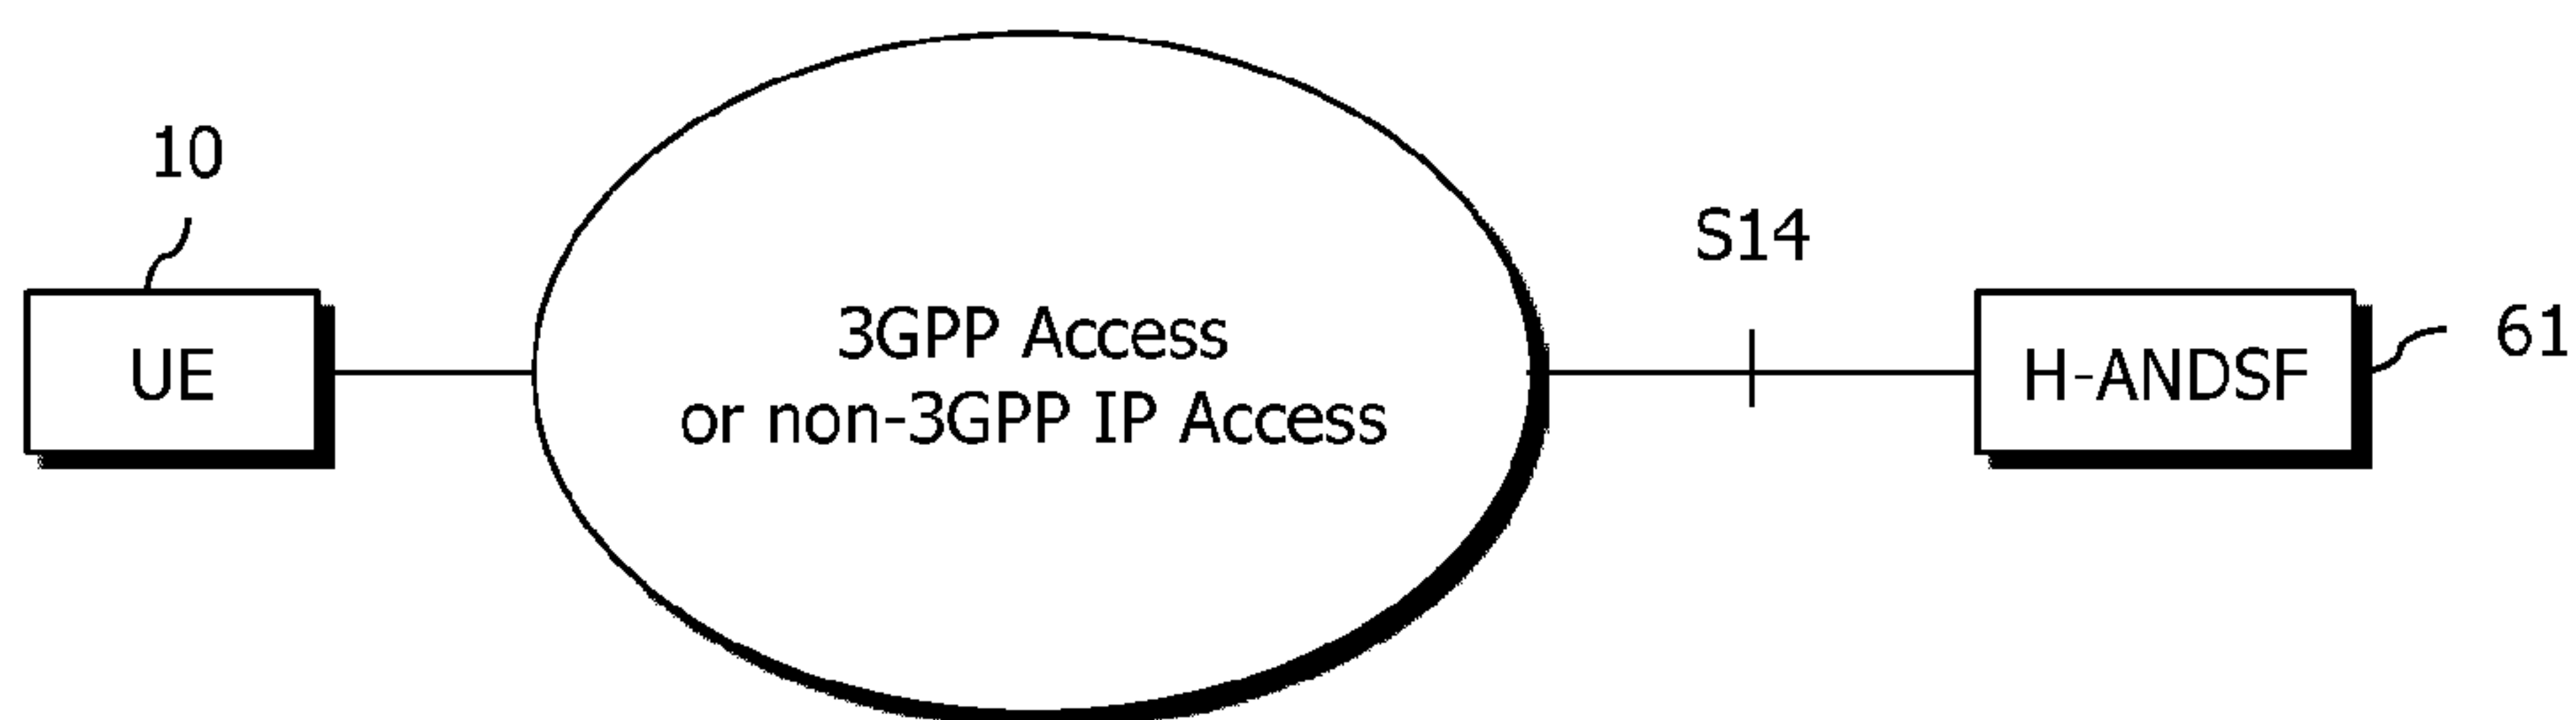 10
UE
3GPP Access
or non-3GPP IP Access
S14
H-ANDSF
61